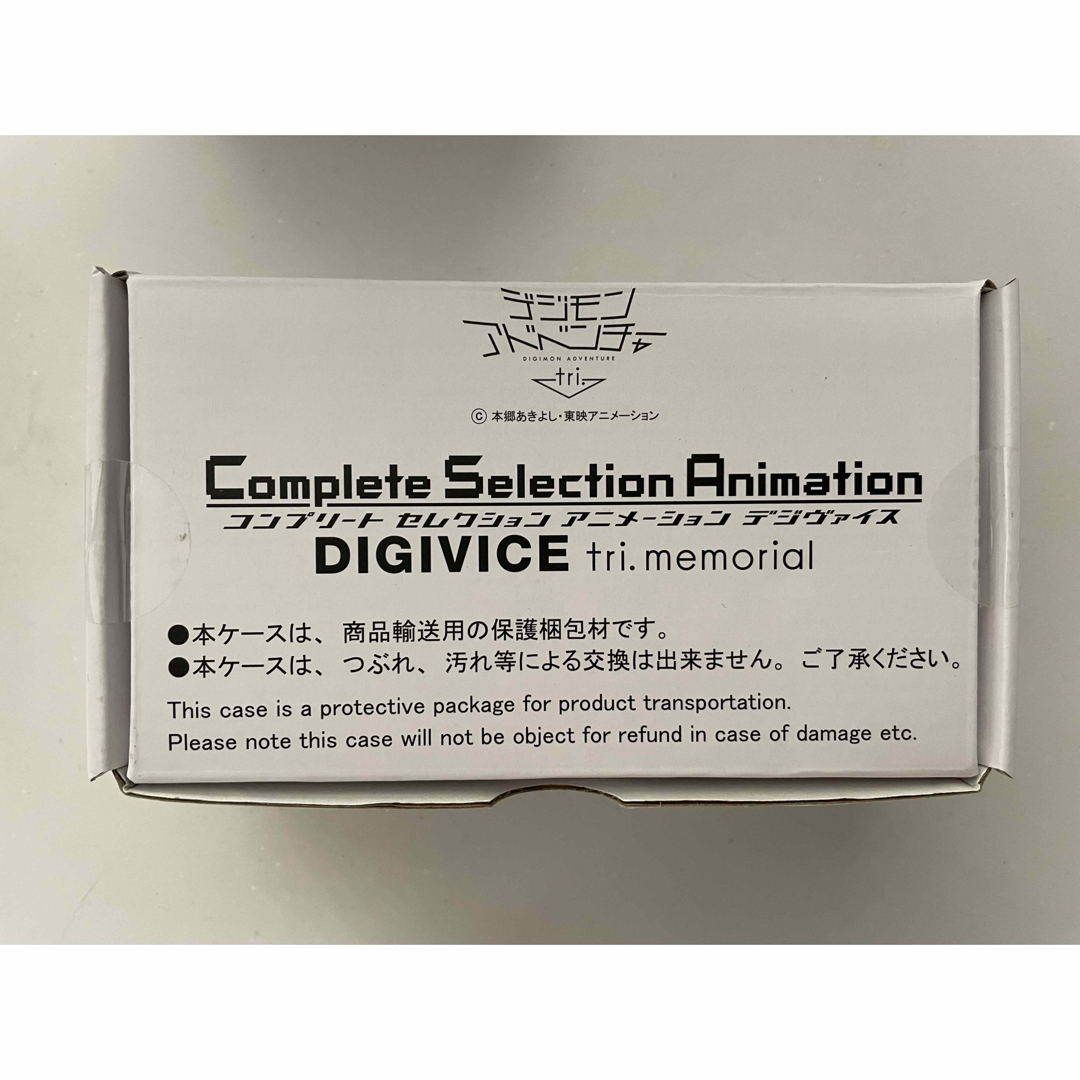 デジモン
アドベンチャー
DIGIMON ADVENTURE
tri.
© 本郷あきよし・東映アニメーション
Complete Selection Animation
コンプリート セレクション アニメーション デジヴァイス
DIGIVICE tri.memorial
●本ケースは、商品輸送用の保護梱包材です。
●本ケースは、つぶれ、汚れ等による交換は出来ません。ご了承ください。
This case is a protective package for product transportation.
Please note this case will not be object for refund in case of damage etc.